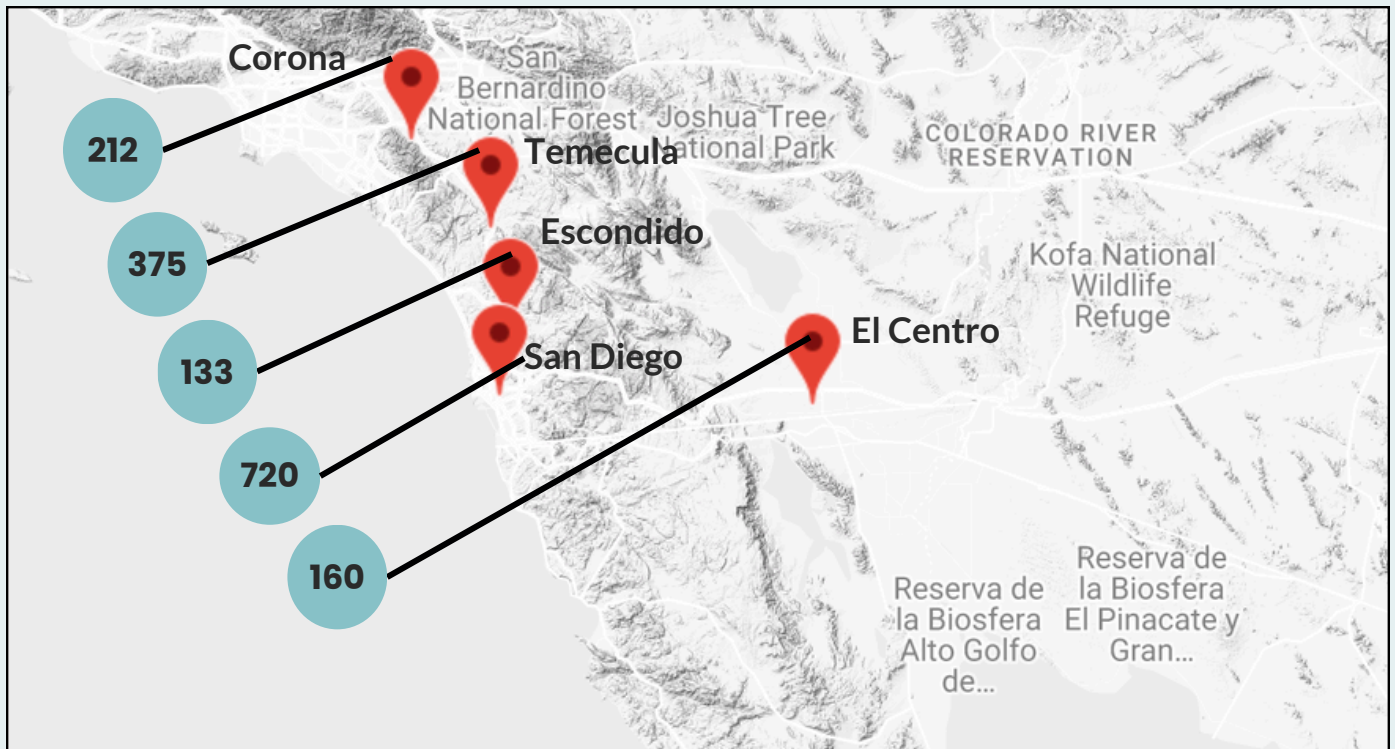 Corona
San
Bernardino
National Forest
Joshua Tree
ational Park
COLORADO RIVER
RESERVATION
212
Temecula
375
Escondido
Kofa National
Wildlife
Refuge
133
San Diego
El Centro
720
160
Reserva de
la Biosfera
Alto Golfo
de...
Reserva de
la Biosfera
El Pinacate y
Gran...